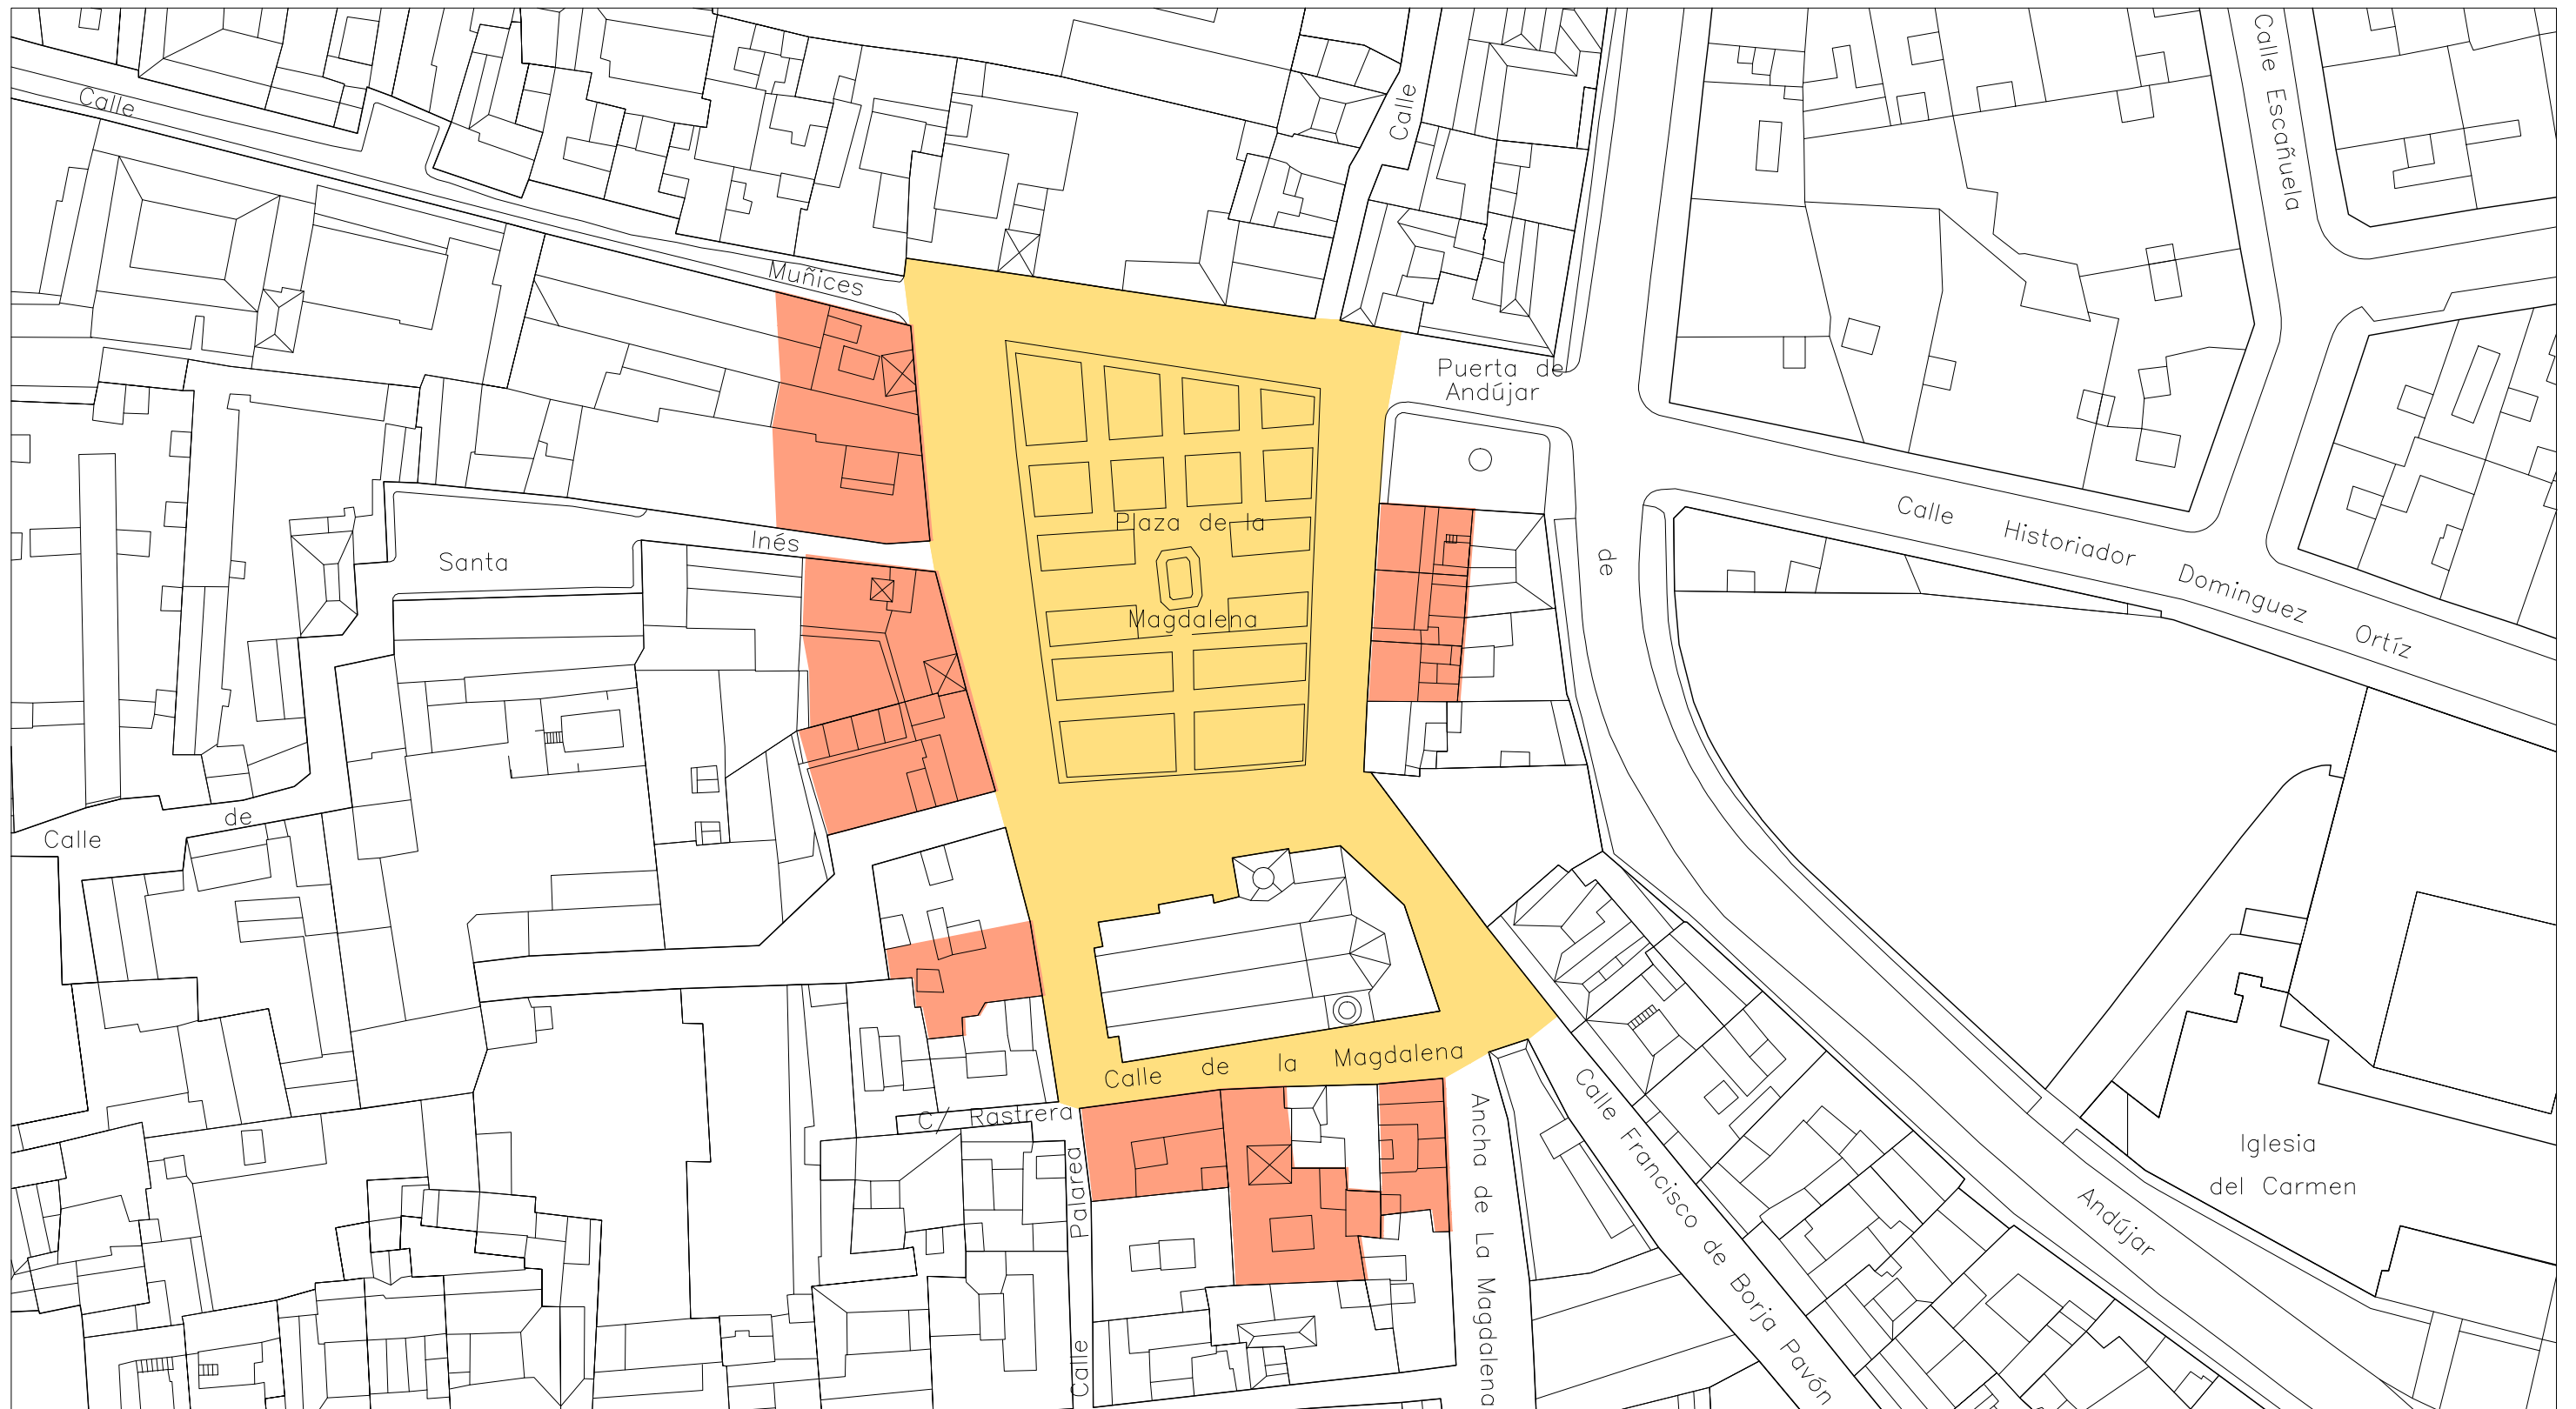 Calle
Muñices
Calle
Calle Escañuela
Puerta de
Andújar
Calle Historiador Dominguez Ortíz
Plaza de la
Magdalena
Santa
Inés
de
Calle
de
Calle de la Magdalena
C/ Rastrera
Calle Palarea
Ancha de La Magdalena
Calle Francisco de Borja Pavón
Andújar
Iglesia
del Carmen